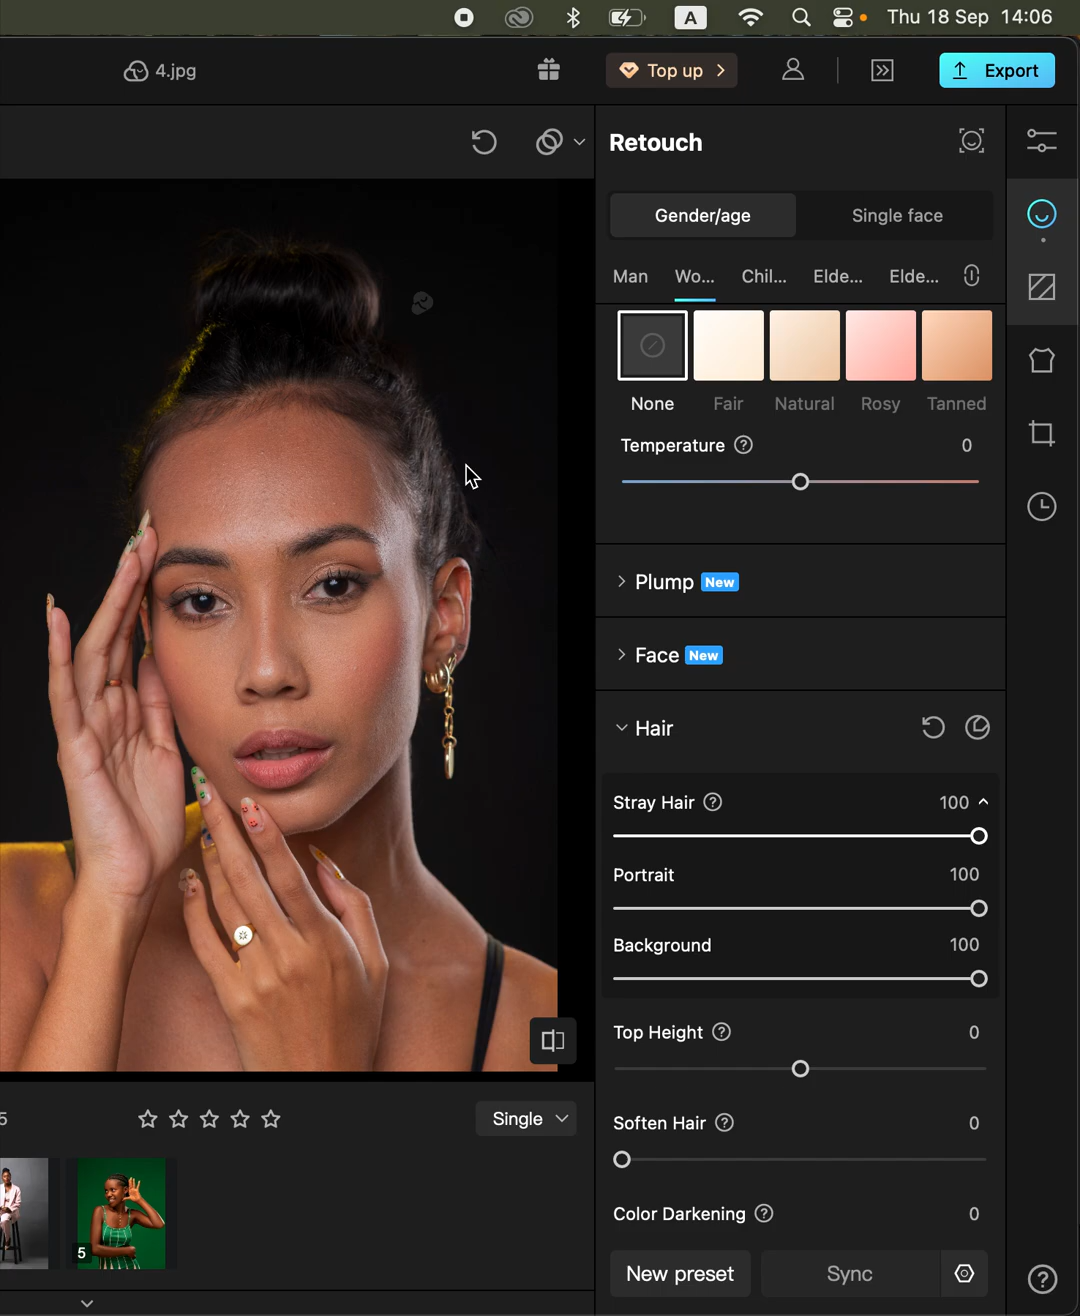 A
Thu 18 Sep 14:06
4.jpg
Top up
Export
Retouch
Gender/age
Single face
Man
Wo...
Chil...
Elde...
Elde...
None
Fair
Natural
Rosy
Tanned
Temperature
0
Plump New
Face New
Hair
Stray Hair
100
Portrait
100
Background
100
Top Height
0
Soften Hair
0
Color Darkening
0
5
Single
5
New preset
Sync